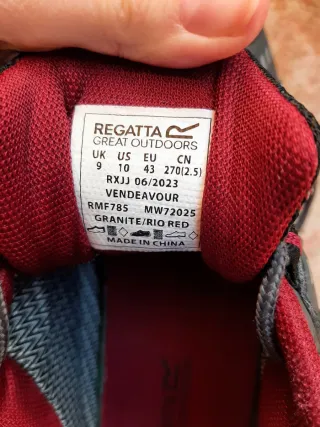 REGATTA
GREAT OUTDOORS
UK US EU CN
9 10 43 270(2.5)
RXJJ 06/2023
VENDEAVOUR
RMF785 MW72025
GRANITE/RIO RED
MADE IN CHINA